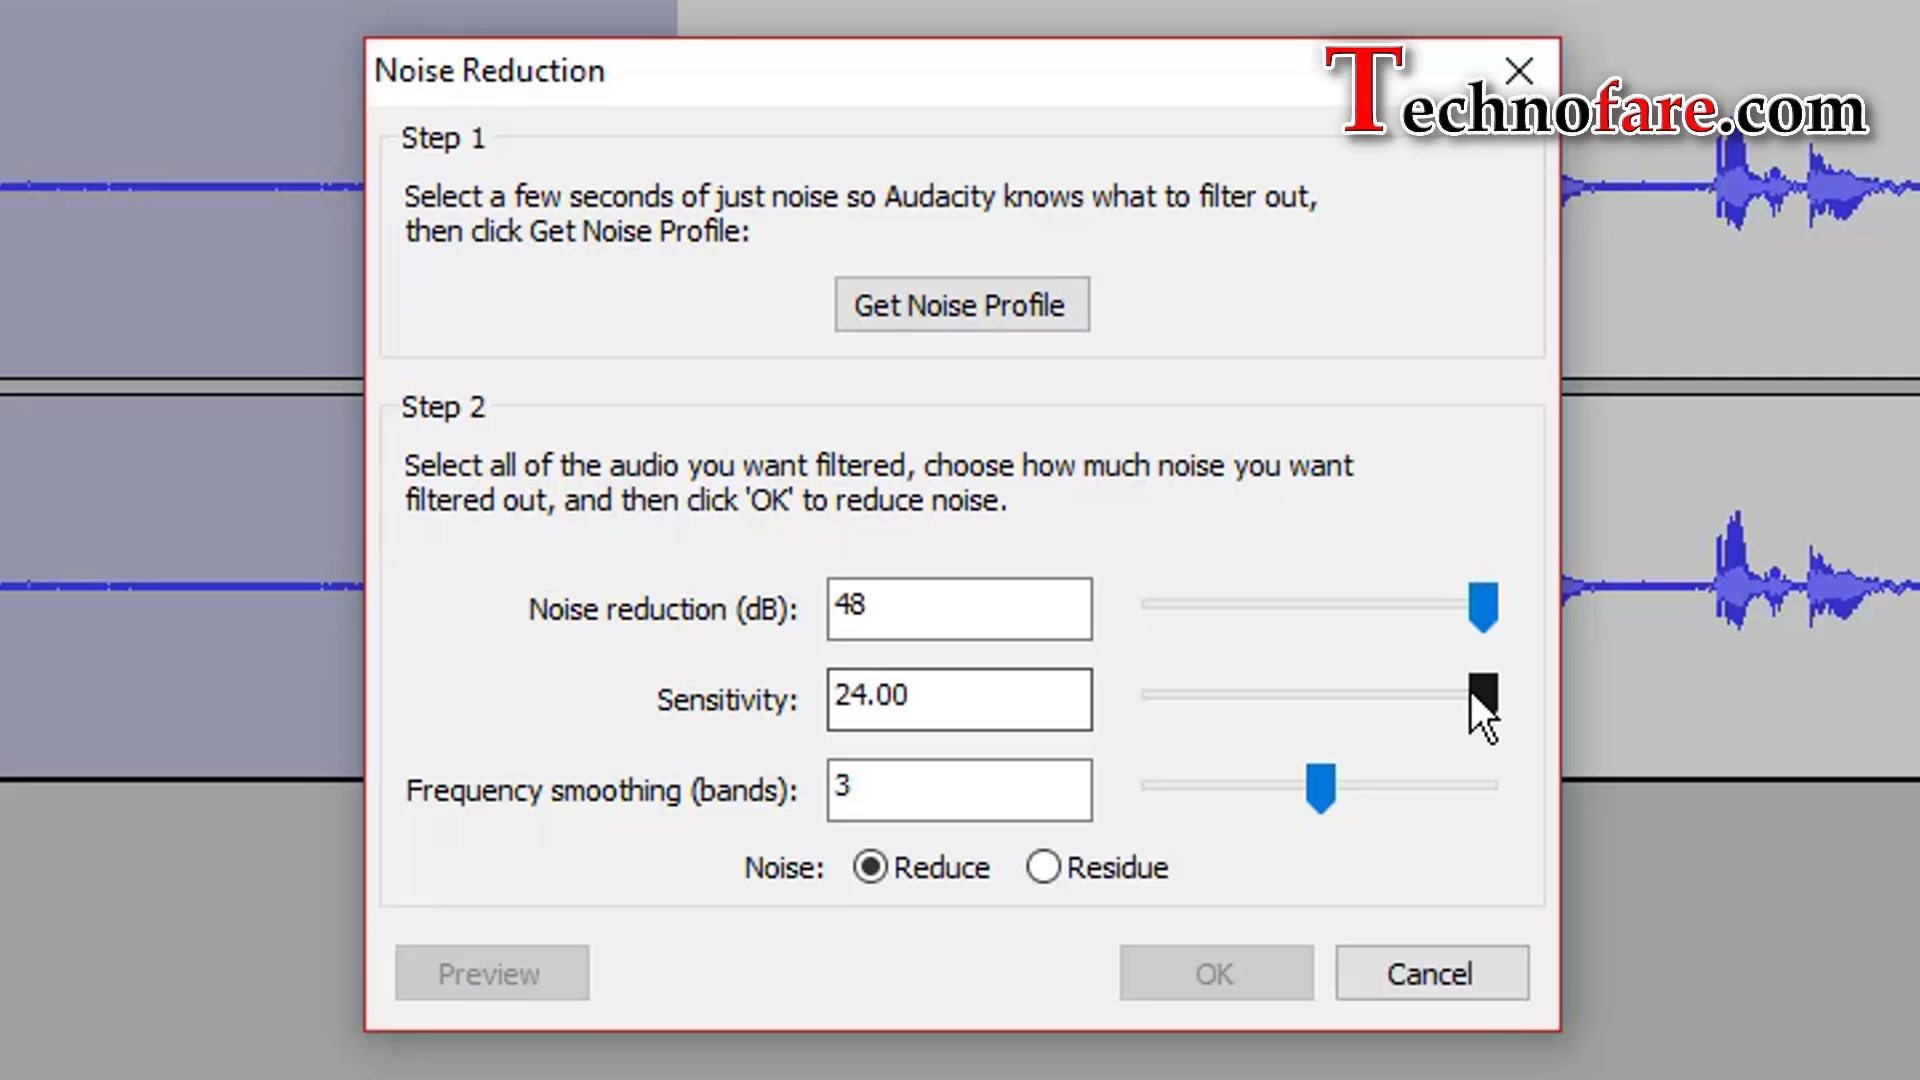 Noise Reduction
Technofare.com
Step 1
Select a few seconds of just noise so Audacity knows what to filter out,
then click Get Noise Profile:
Get Noise Profile
Step 2
Select all of the audio you want filtered, choose how much noise you want
filtered out, and then click 'OK' to reduce noise.
Noise reduction (dB): 48
Sensitivity: 24.00
Frequency smoothing (bands): 3
Noise: Reduce Residue
Preview OK Cancel